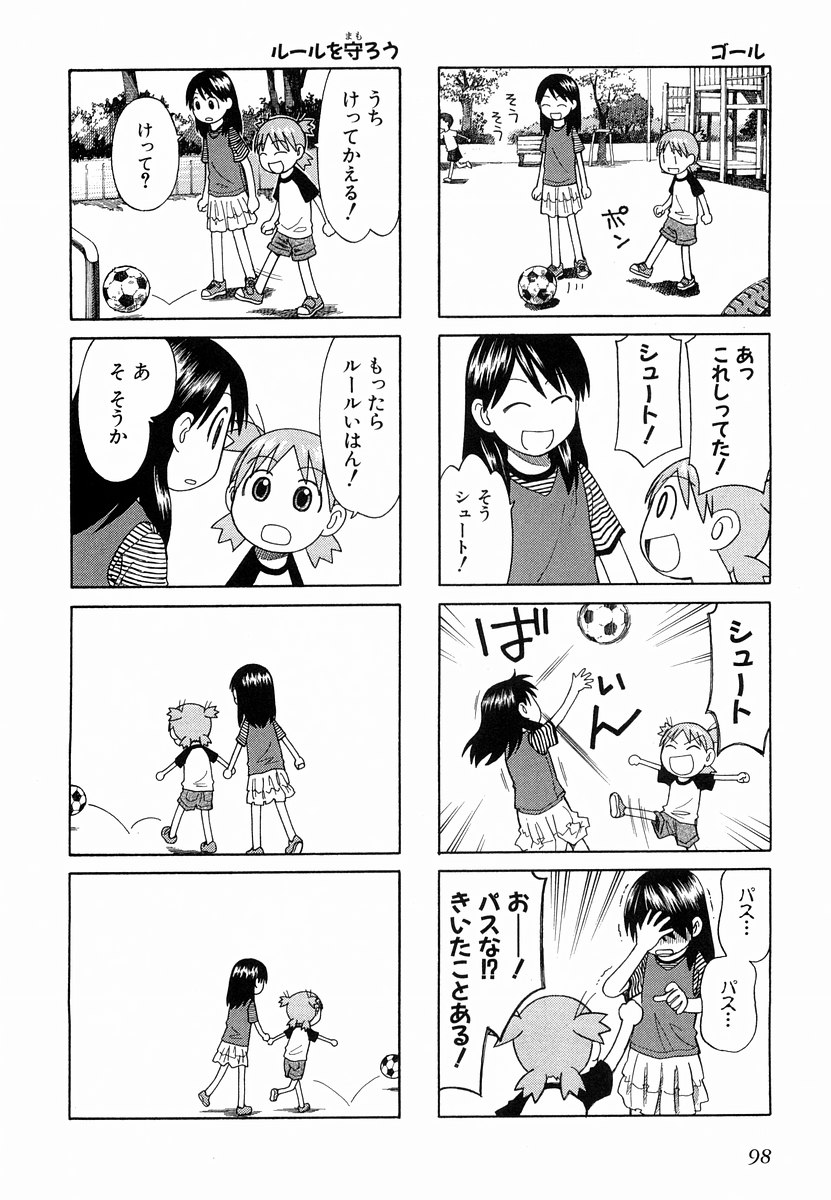 ゴール
そう
そう
ポン
あっ
これしってた!
シュート!
そう
シュート!
シュート
ばいん
パス…
パス…
おー!
パスな!?
きいたことある!
ルールを守ろう
まも
うち
けってかえる!
けって?
もったら
ルールいはん!
あ
そ そうか
98